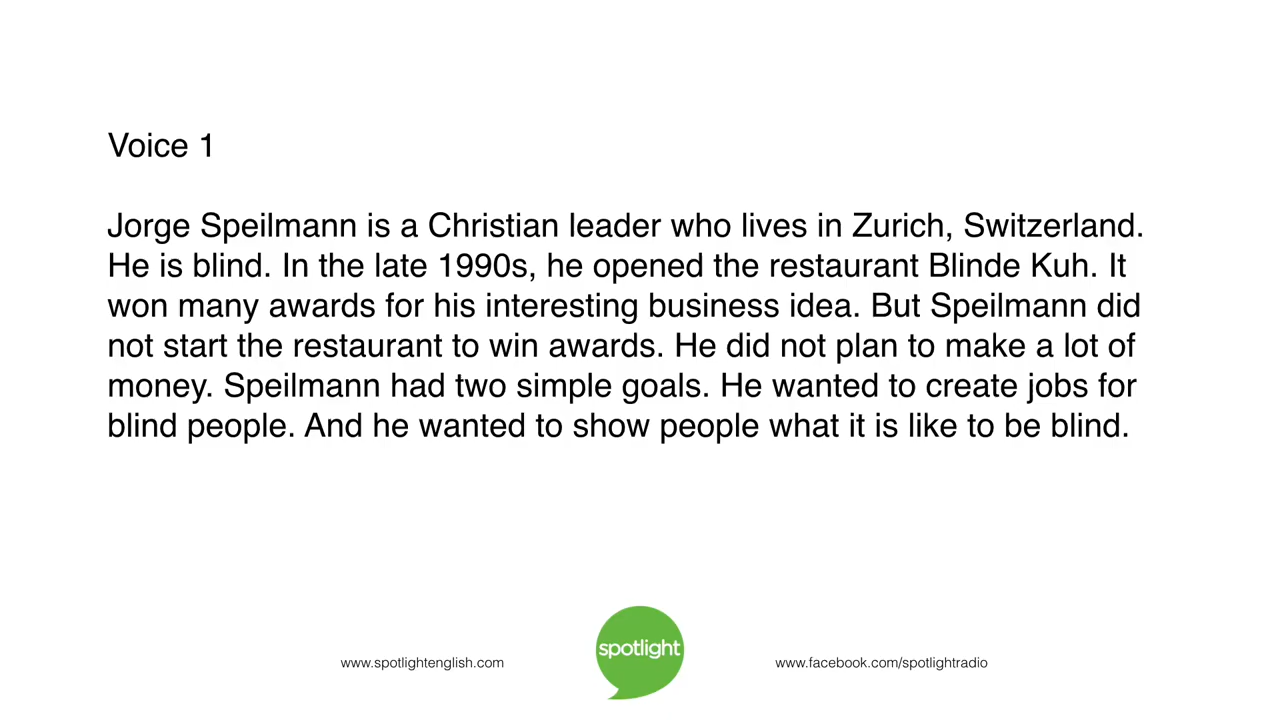 Voice 1
Jorge Speilmann is a Christian leader who lives in Zurich, Switzerland.
He is blind. In the late 1990s, he opened the restaurant Blinde Kuh. It
won many awards for his interesting business idea. But Speilmann did
not start the restaurant to win awards. He did not plan to make a lot of
money. Speilmann had two simple goals. He wanted to create jobs for
blind people. And he wanted to show people what it is like to be blind.
www.spotlightenglish.com
spotlight
www.facebook.com/spotlightradio